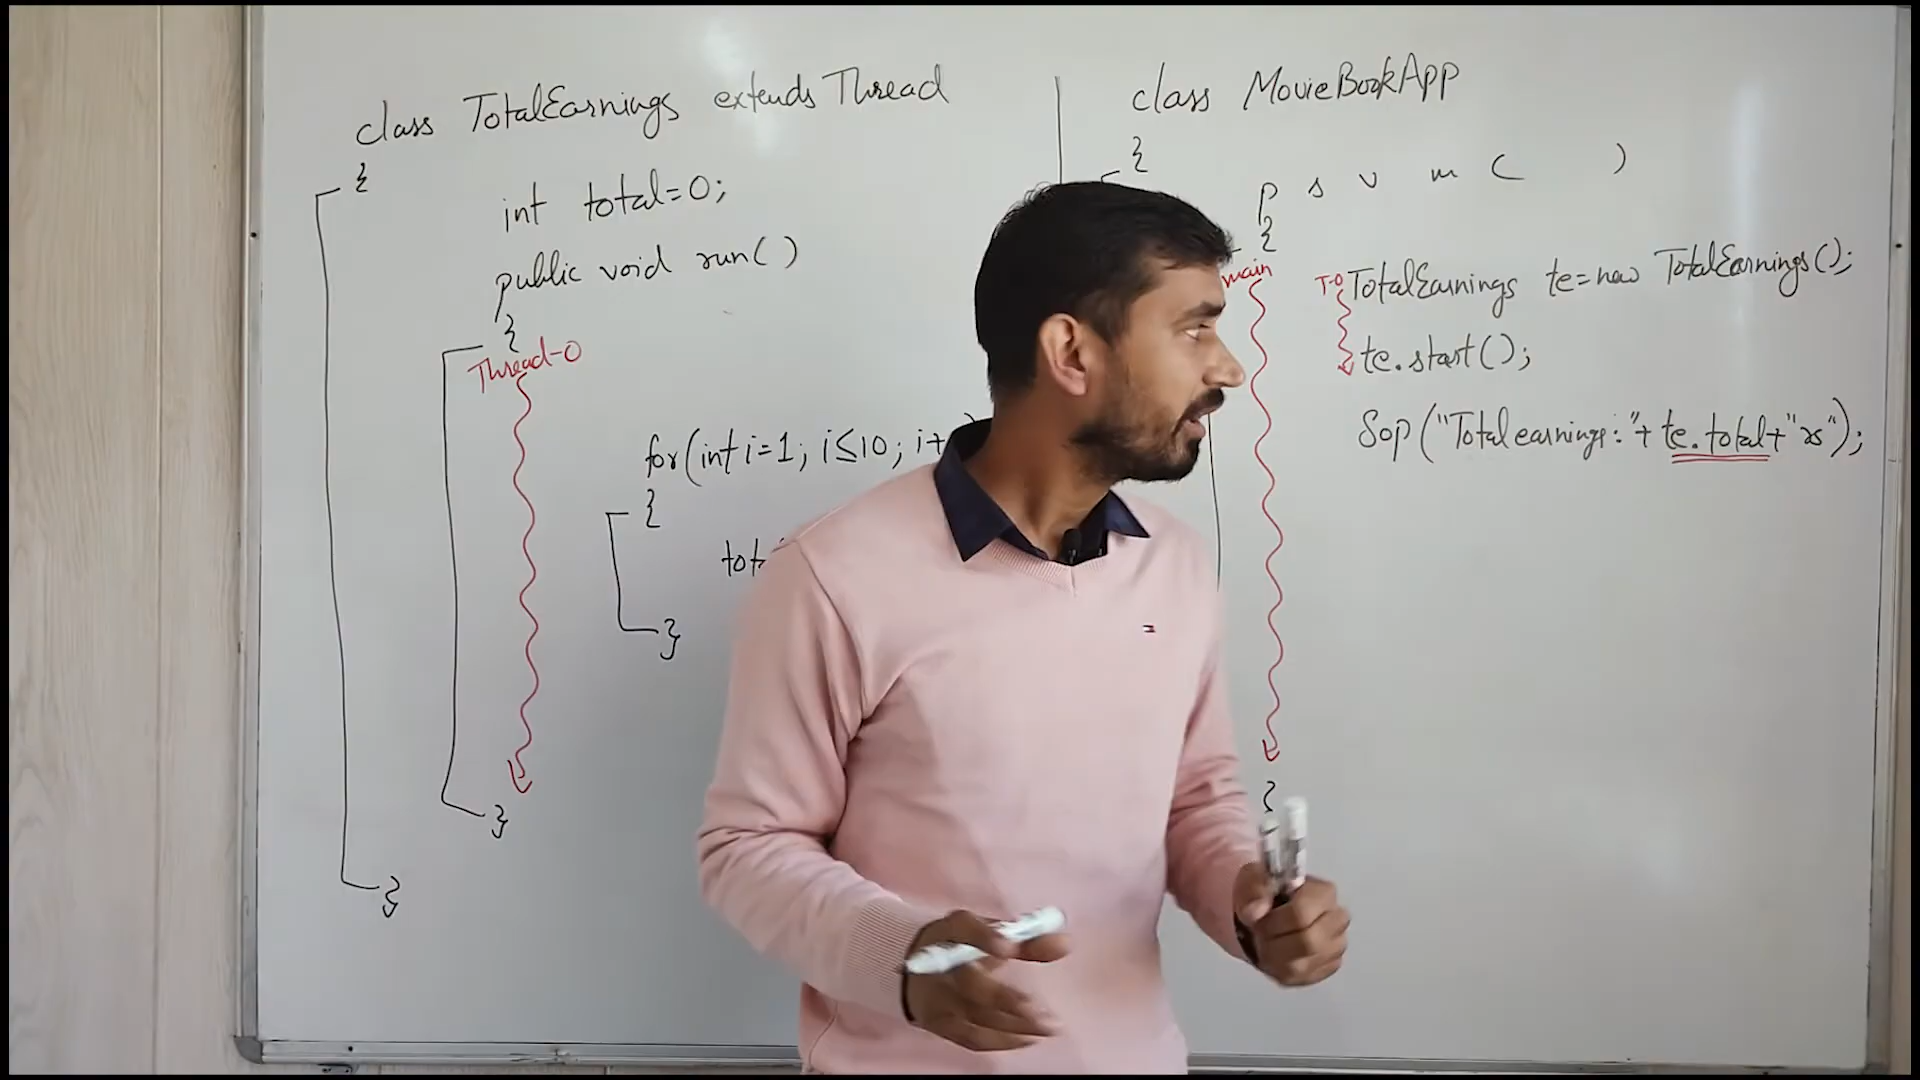 class TotalEarnings extends Thread
{
int total=0;
public void run()
{
Thread-0
for(int i=1; i≤10; i+
{
tot
}
}
}
class MovieBookApp
{
p s v m ( )
{
main
T-0 TotalEarnings te=new TotalEarnings();
te.start();
Sop("Total earnings:"+ te.total+"rs");
}